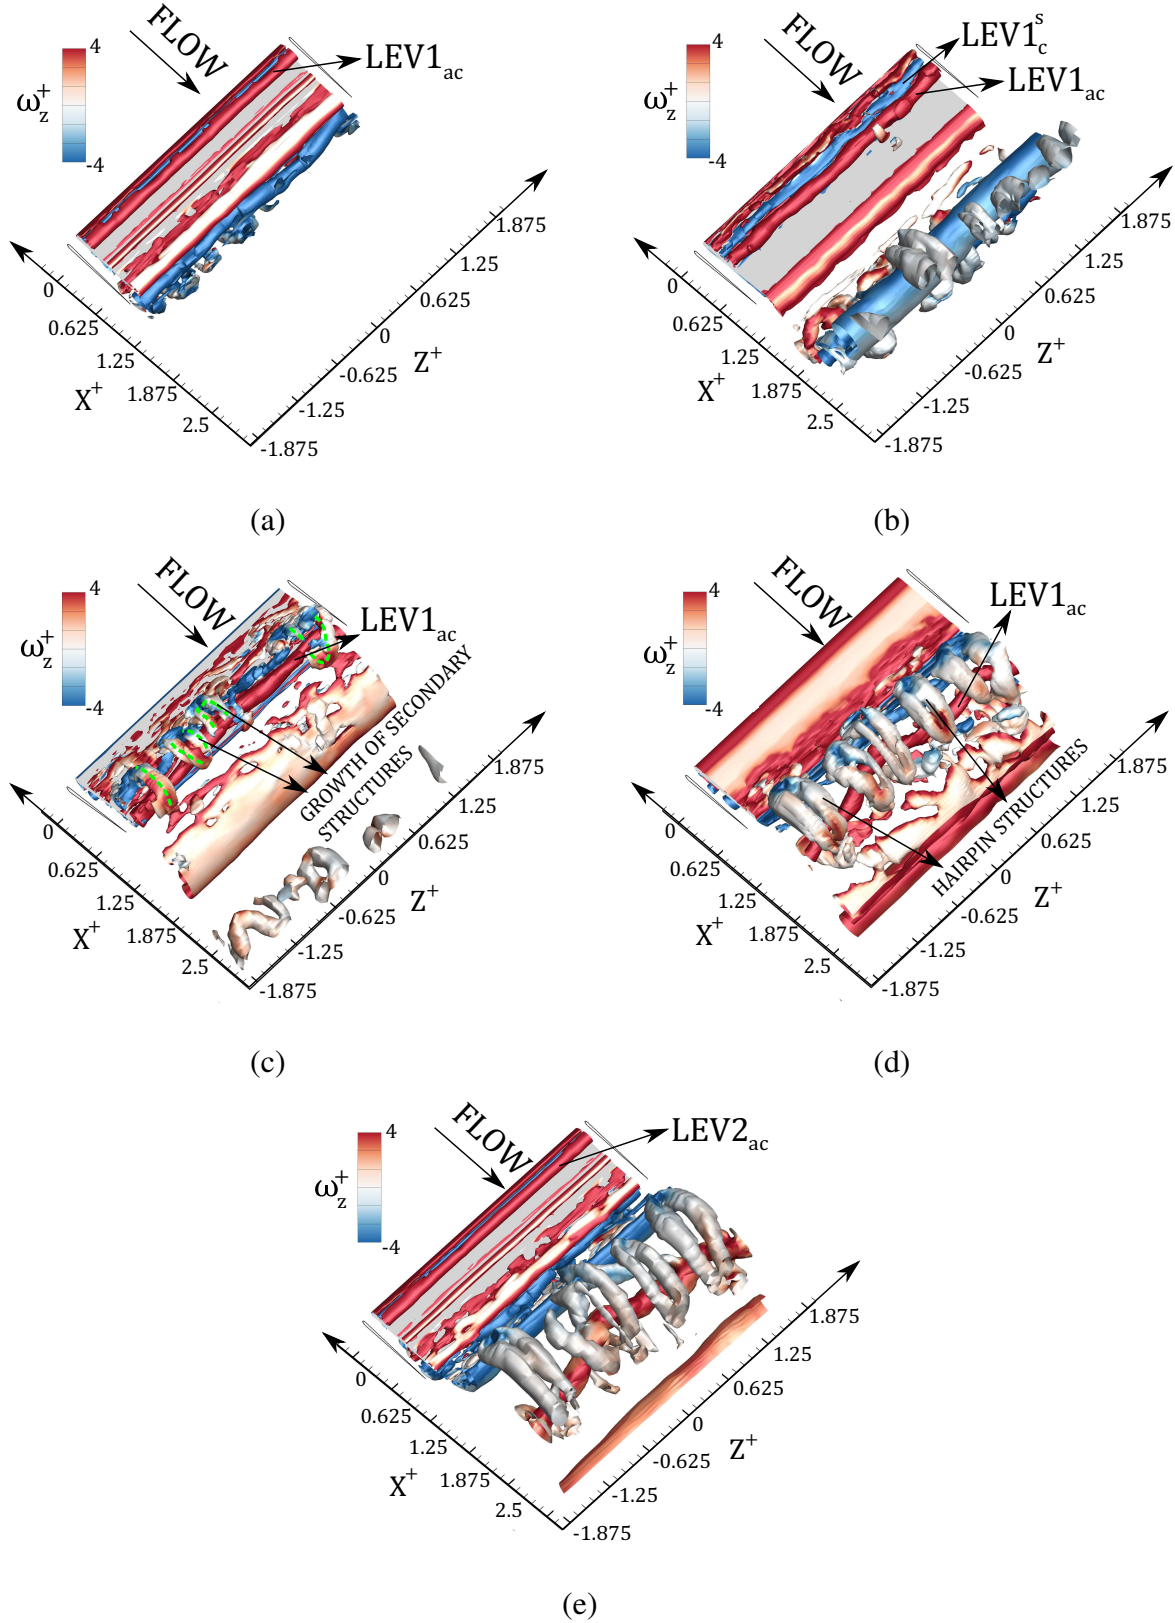 FLOW
LEV1ac
4
ωz+
-4
0
0.625
1.25
1.875
2.5
X+
-1.875
-1.25
-0.625
0
0.625
1.25
1.875
Z+
(a)
FLOW
LEV1cs
LEV1ac
4
ωz+
-4
0
0.625
1.25
1.875
2.5
X+
-1.875
-1.25
-0.625
0
0.625
1.25
1.875
Z+
(b)
FLOW
LEV1ac
4
ωz+
-4
GROWTH OF SECONDARY
STRUCTURES
0
0.625
1.25
1.875
2.5
X+
-1.875
-1.25
-0.625
0
0.625
1.25
1.875
Z+
(c)
FLOW
LEV1ac
4
ωz+
-4
HAIRPIN STRUCTURES
0
0.625
1.25
1.875
2.5
X+
-1.875
-1.25
-0.625
0
0.625
1.25
1.875
Z+
(d)
FLOW
LEV2ac
4
ωz+
-4
0
0.625
1.25
1.875
2.5
X+
-1.875
-1.25
-0.625
0
0.625
1.25
1.875
Z+
(e)